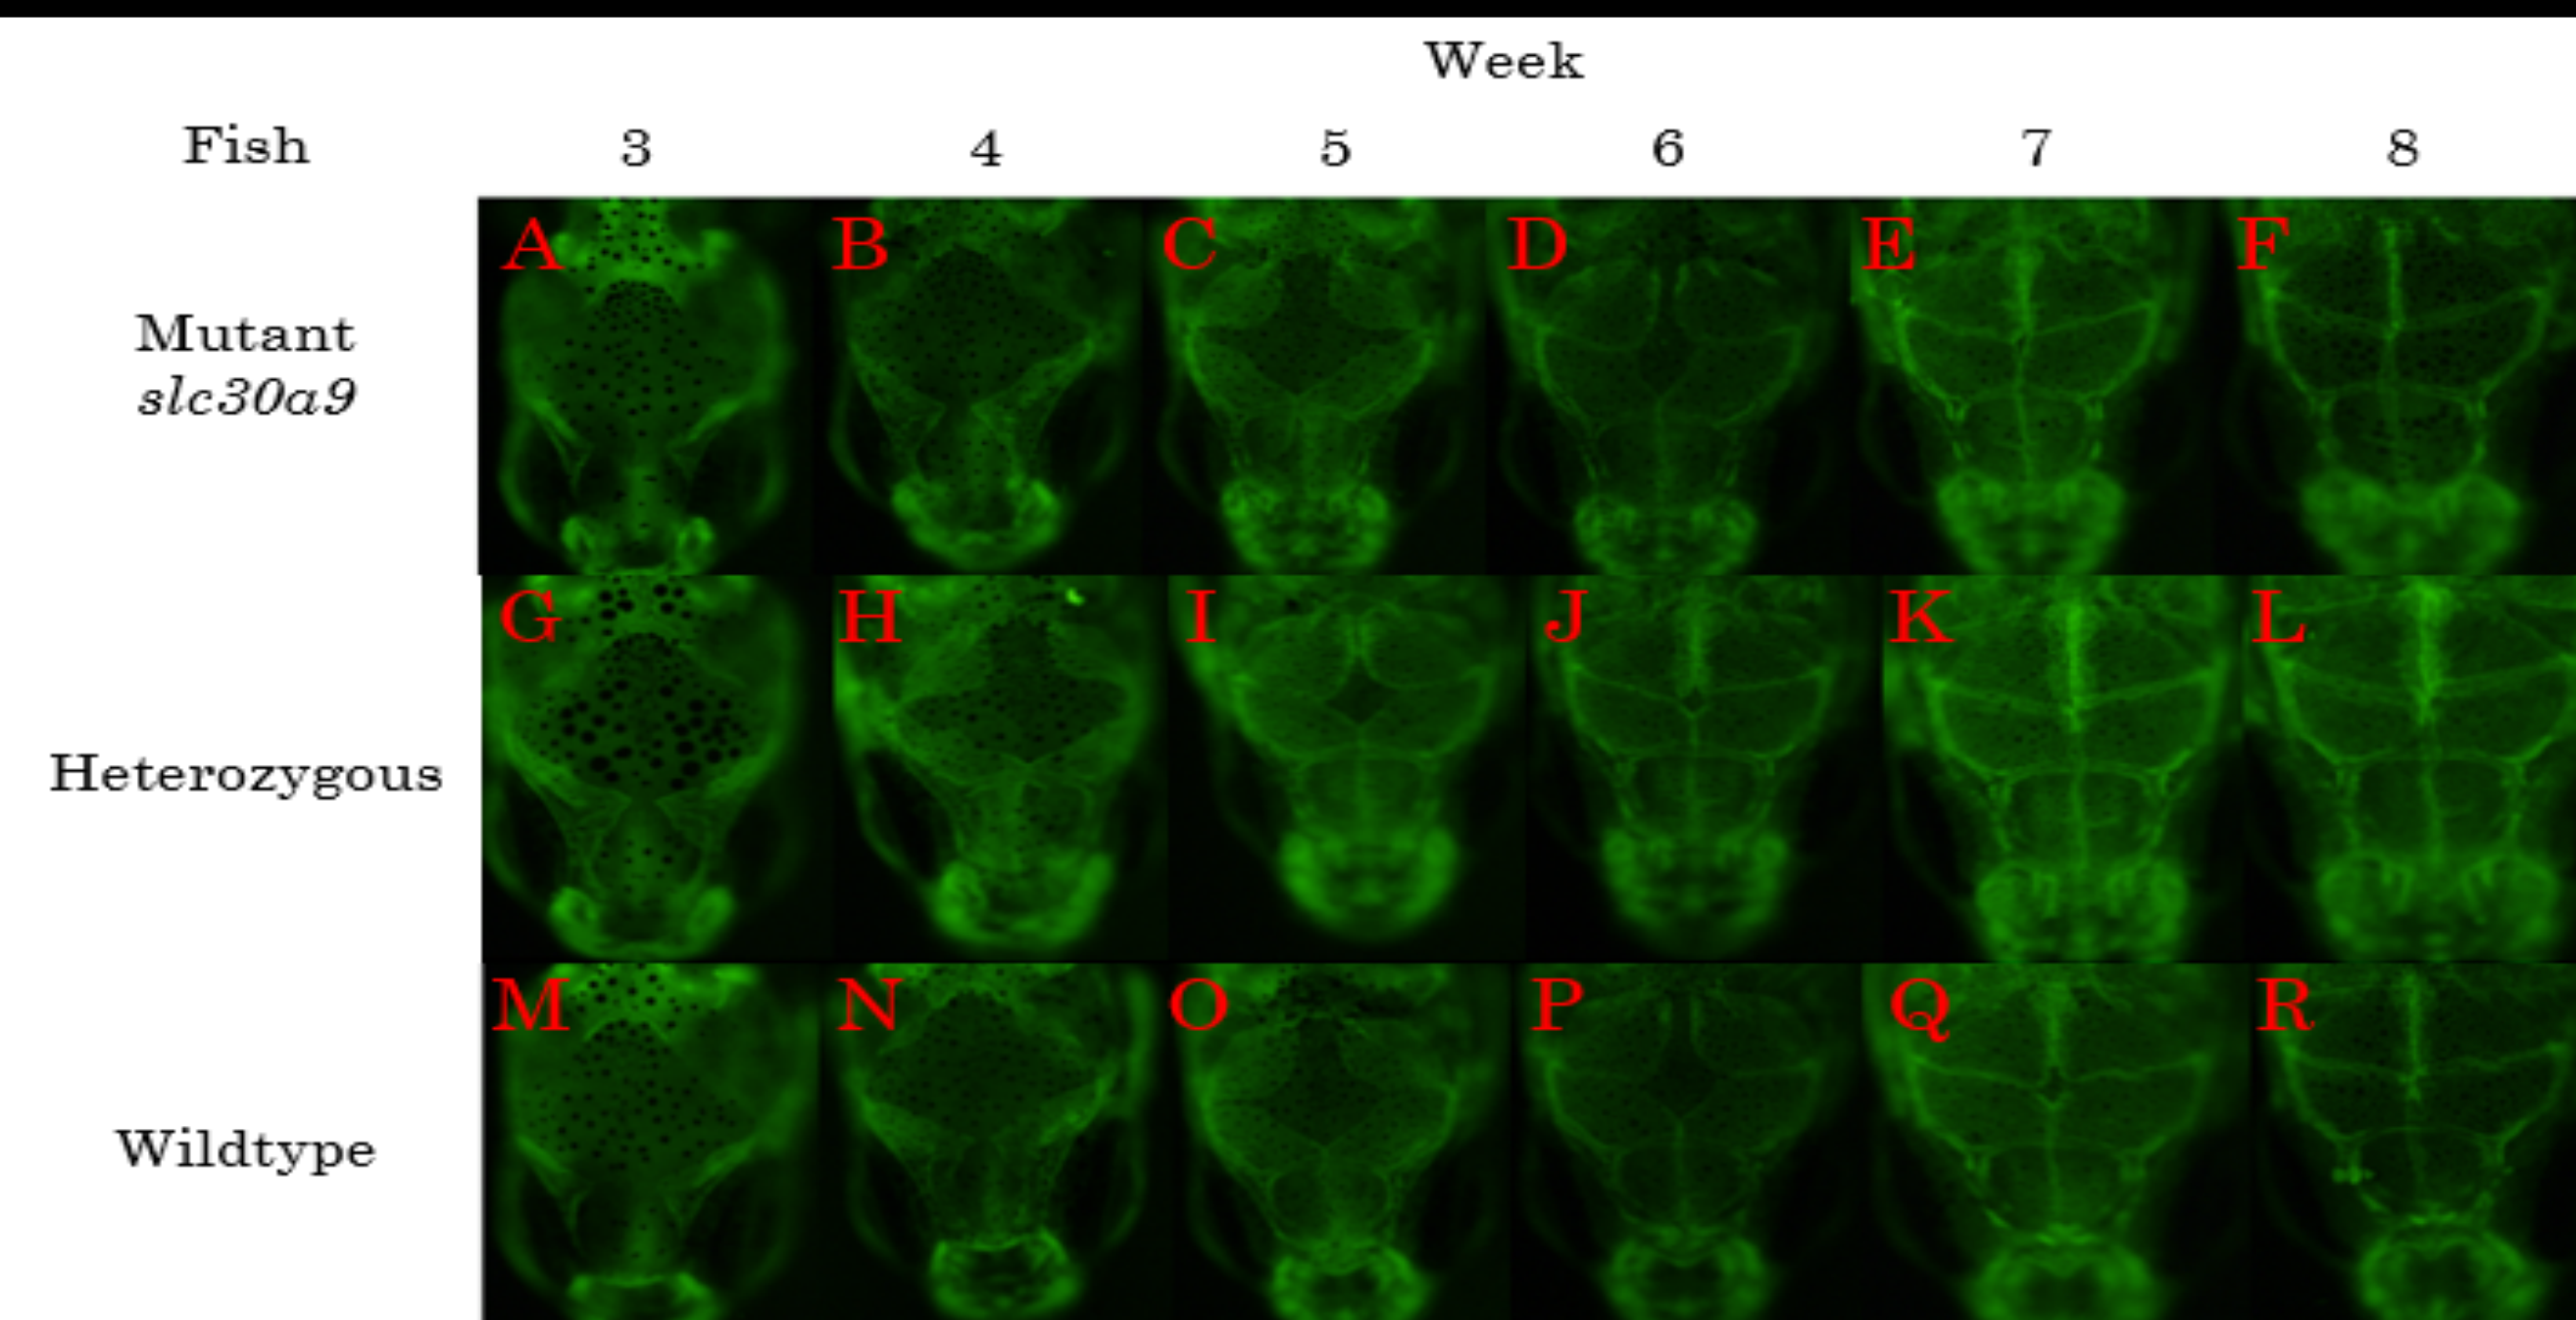 Week
Fish 3 4 5 6 7 8
A B C D E F
Mutant
slc30a9
G H I J K L
Heterozygous
M N O P Q R
Wildtype